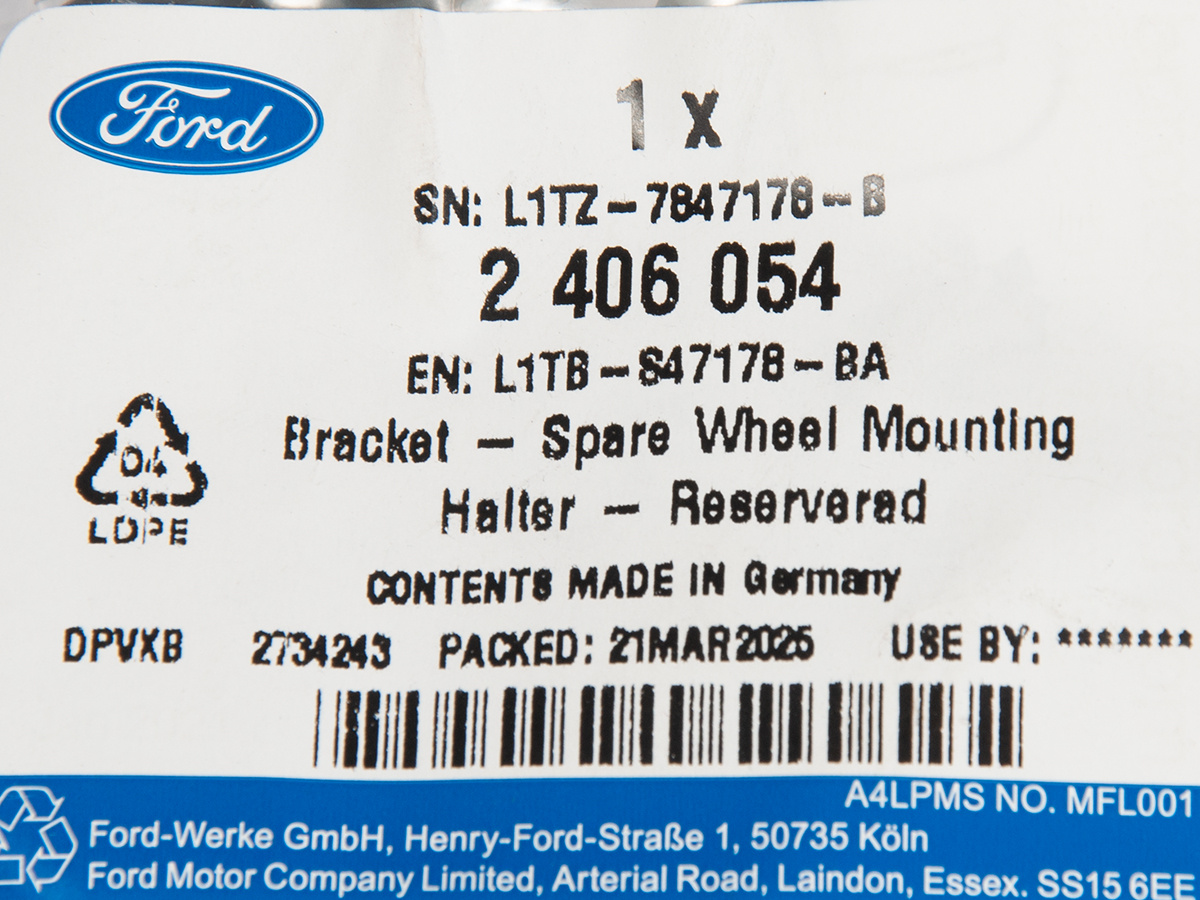 Ford
1 x
SN: L1TZ-7847178-B
2 406 054
EN: L1TB-S47178-BA
Bracket - Spare Wheel Mounting
Halter - Reserverad
04
LDPE
CONTENTS MADE IN Germany
DPVXB 2734243 PACKED: 21MAR2025 USE BY: *******
A4LPMS NO. MFL001
Ford-Werke GmbH, Henry-Ford-Straße 1, 50735 Köln
Ford Motor Company Limited, Arterial Road, Laindon, Essex. SS15 6EE